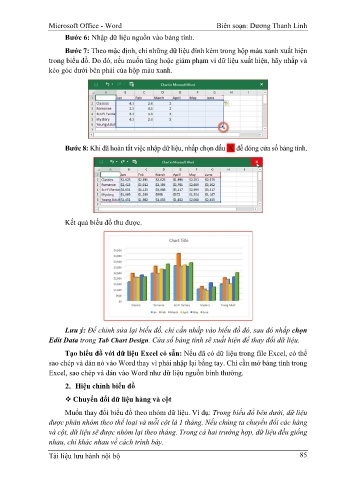 Microsoft Office - Word Biên soạn: Dương Thanh Linh
Bước 6: Nhập dữ liệu nguồn vào bảng tính.
Bước 7: Theo mặc định, chỉ những dữ liệu đính kèm trong hộp màu xanh xuất hiện
trong biểu đồ. Do đó, nếu muốn tăng hoặc giảm phạm vi dữ liệu xuất hiện, hãy nhấp và
kéo góc dưới bên phải của hộp màu xanh.
Chart in Microsoft Word
Bước 8: Khi đã hoàn tất việc nhập dữ liệu, nhấp chọn dấu X để đóng cửa sổ bảng tính.
Chart in Microsoft Word
Kết quả biểu đồ thu được.
Chart Title
Lưu ý: Để chỉnh sửa lại biểu đồ, chỉ cần nhấp vào biểu đồ đó, sau đó nhấp chọn
Edit Data trong Tab Chart Design. Cửa sổ bảng tính sẽ xuất hiện để thay đổi dữ liệu.
Tạo biểu đồ với dữ liệu Excel có sẵn: Nếu đã có dữ liệu trong file Excel, có thể
sao chép và dán nó vào Word thay vì phải nhập lại bằng tay. Chỉ cần mở bảng tính trong
Excel, sao chép và dán vào Word như dữ liệu nguồn bình thường.
2. Hiệu chỉnh biểu đồ
❖ Chuyển đổi dữ liệu hàng và cột
Muốn thay đổi biểu đồ theo nhóm dữ liệu. Ví dụ: Trong biểu đồ bên dưới, dữ liệu
được phân nhóm theo thể loại và mỗi cột là 1 tháng. Nếu chúng ta chuyển đổi các hàng
và cột, dữ liệu sẽ được nhóm lại theo tháng. Trong cả hai trường hợp, dữ liệu đều giống
nhau, chỉ khác nhau về cách trình bày.
Tài liệu lưu hành nội bộ 85